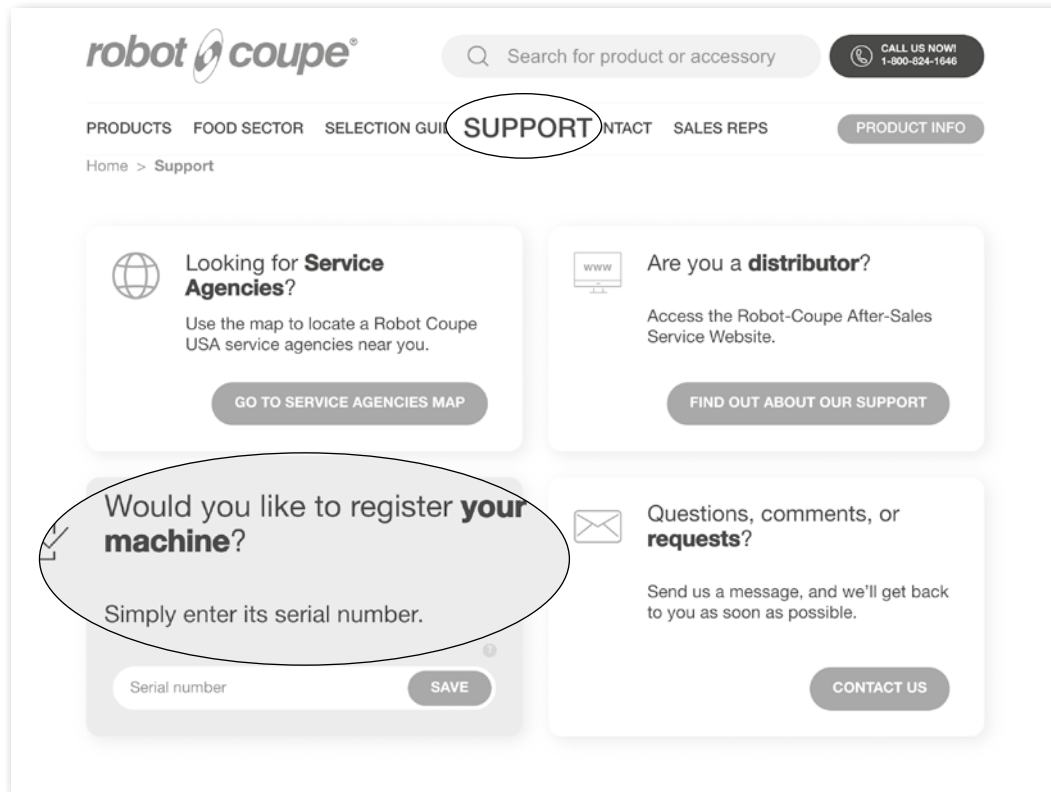 robot coupe®
Search for product or accessory
CALL US NOW!
1-800-824-1646
PRODUCTS FOOD SECTOR SELECTION GUI SUPPORT NTACT SALES REPS PRODUCT INFO
Home > Support
Looking for Service
Agencies?
Use the map to locate a Robot Coupe
USA service agencies near you.
GO TO SERVICE AGENCIES MAP
www
Are you a distributor?
Access the Robot-Coupe After-Sales
Service Website.
FIND OUT ABOUT OUR SUPPORT
Would you like to register your
machine?
Simply enter its serial number.
?
Serial number
SAVE
Questions, comments, or
requests?
Send us a message, and we'll get back
to you as soon as possible.
CONTACT US